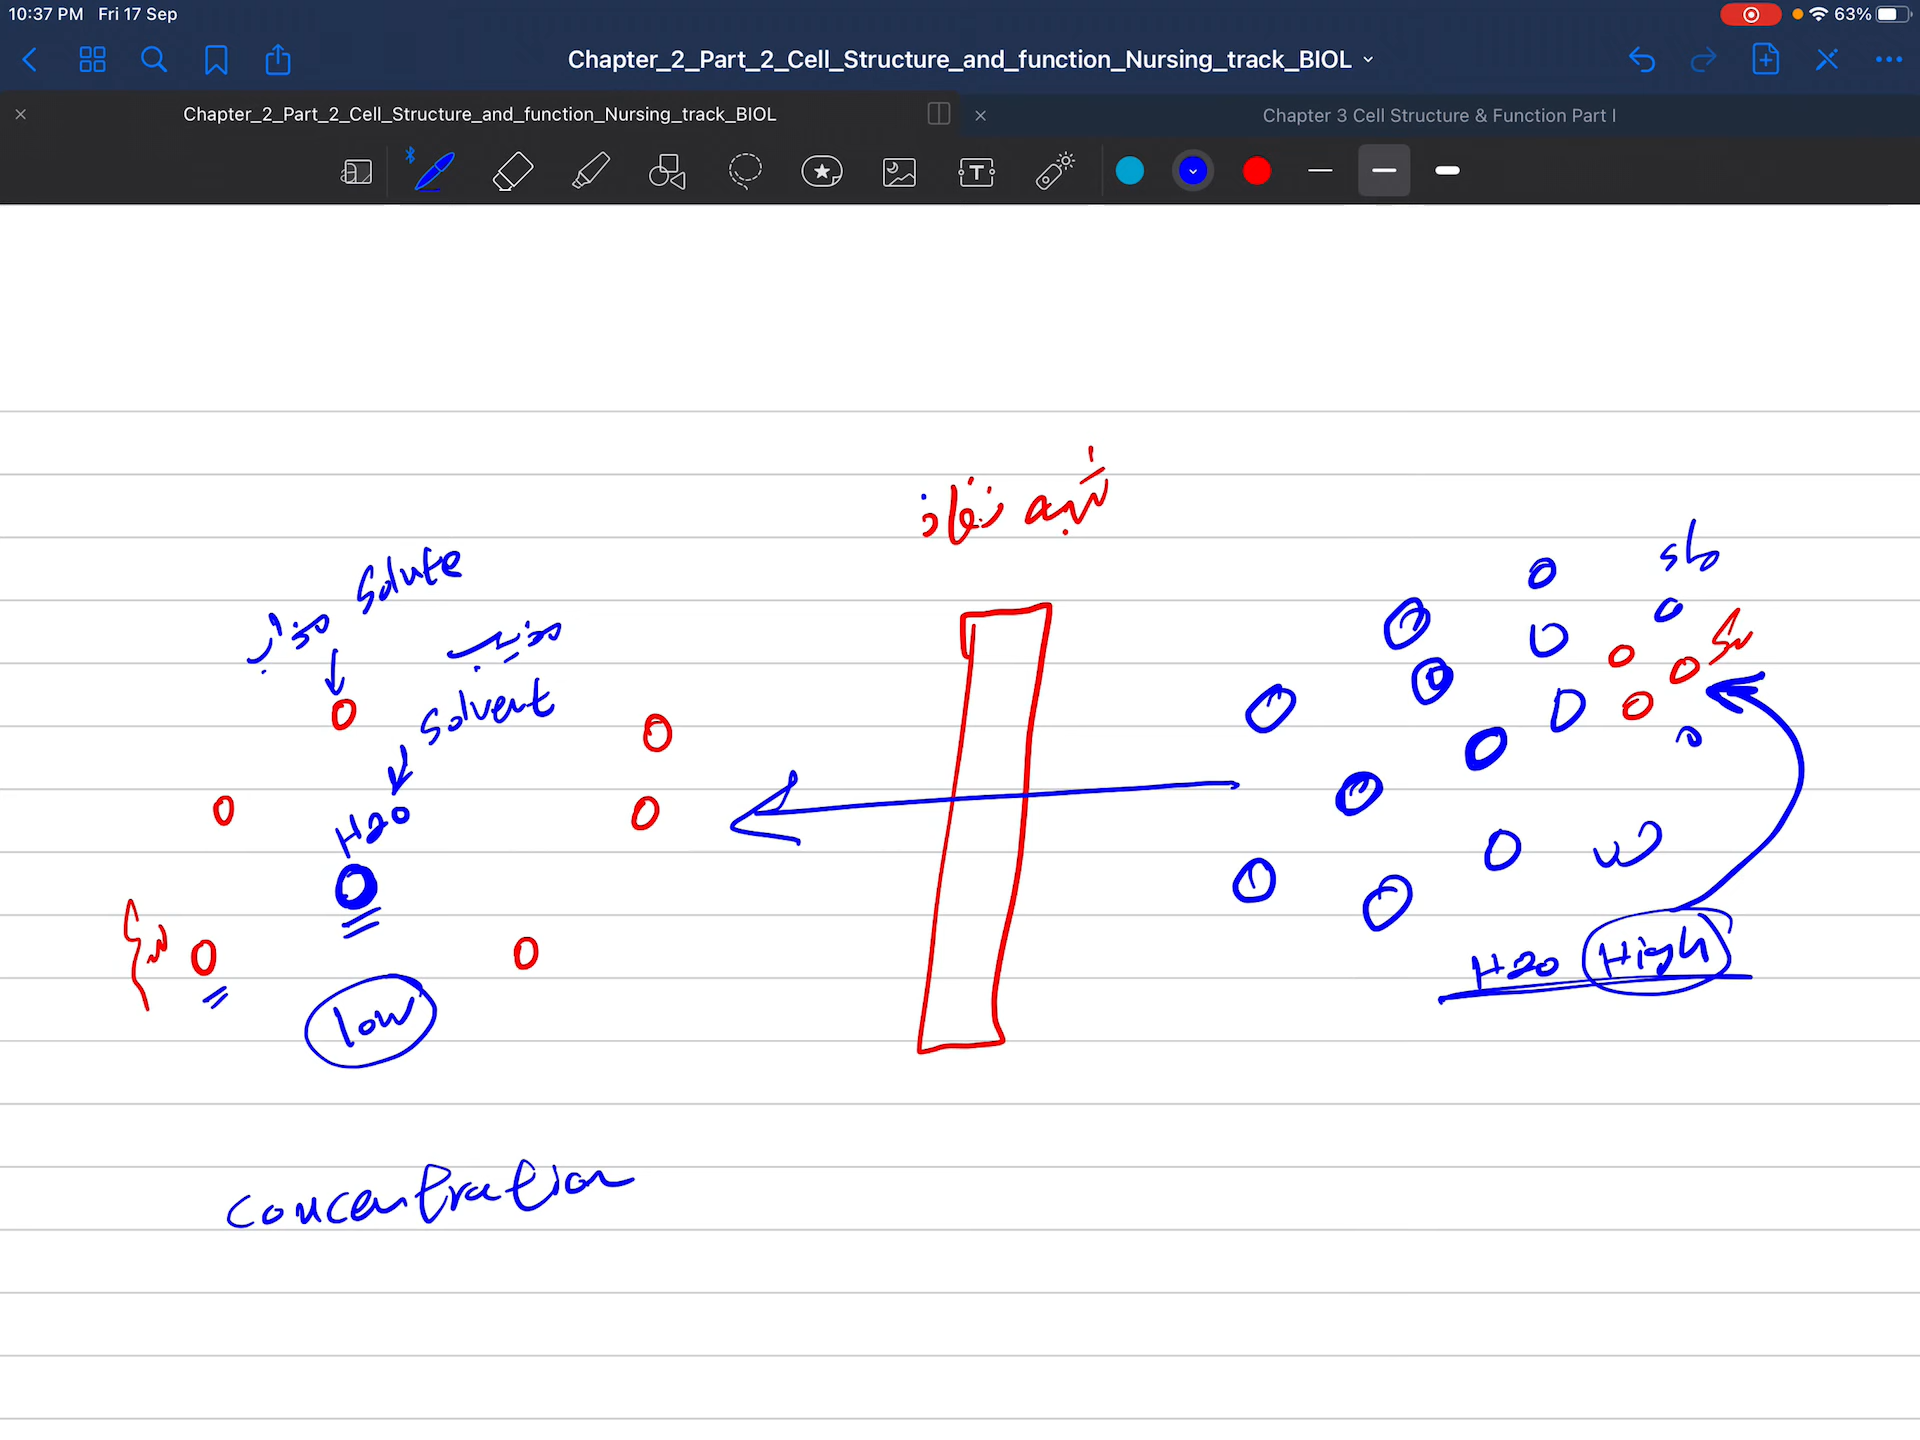 10:37 PM Fri 17 Sep
63%
Chapter_2_Part_2_Cell_Structure_and_function_Nursing_track_BIOL
Chapter_2_Part_2_Cell_Structure_and_function_Nursing_track_BIOL
Chapter 3 Cell Structure & Function Part I
شبه نفاذ
Solute
مذاب
مذيب
Solvent
H2O
low
ماء
H2O High
Concentration